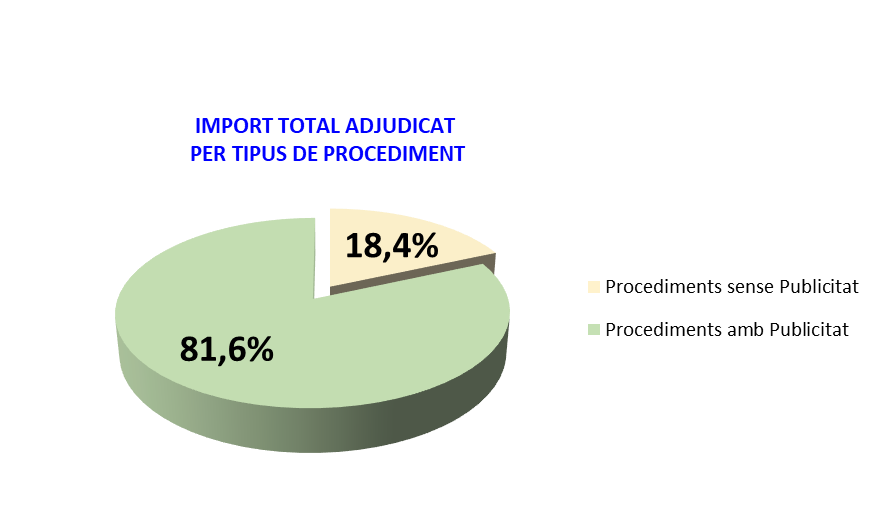 IMPORT TOTAL ADJUDICAT
PER TIPUS DE PROCEDIMENT
18,4%
81,6%
Procediments sense Publicitat
Procediments amb Publicitat